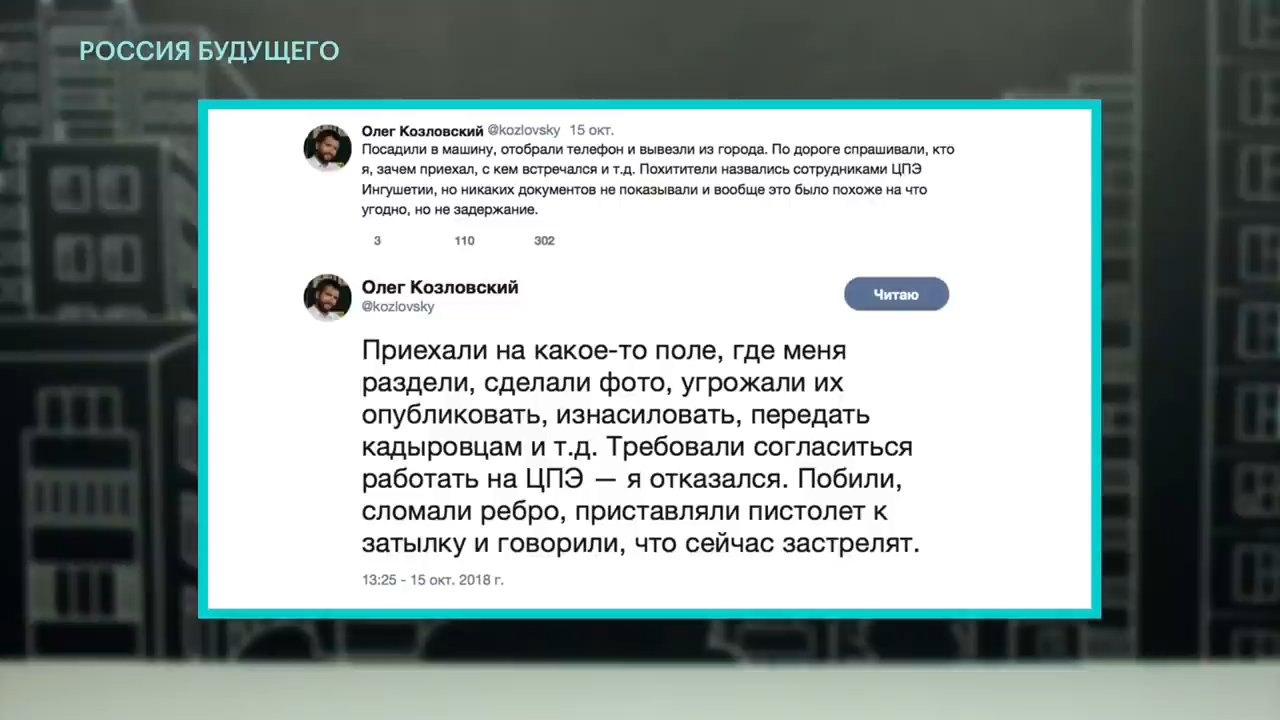 РОССИЯ БУДУЩЕГО
Олег Козловский @kozlovsky 15 окт.
Посадили в машину, отобрали телефон и вывезли из города. По дороге спрашивали, кто
я, зачем приехал, с кем встречался и т.д. Похитители назвались сотрудниками ЦПЭ
Ингушетии, но никаких документов не показывали и вообще это было похоже на что
угодно, но не задержание.
3 110 302
Олег Козловский
@kozlovsky
Читаю
Приехали на какое-то поле, где меня
раздели, сделали фото, угрожали их
опубликовать, изнасиловать, передать
кадыровцам и т.д. Требовали согласиться
работать на ЦПЭ — я отказался. Побили,
сломали ребро, приставляли пистолет к
затылку и говорили, что сейчас застрелят.
13:25 - 15 окт. 2018 г.